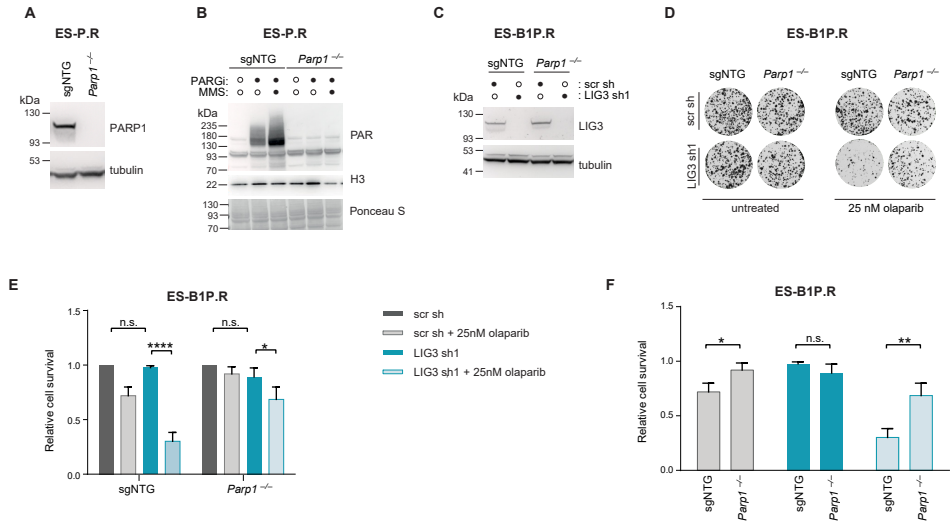 A
ES-P.R
sgNTG
Parp1 –/–
kDa
130
93
53
PARP1
tubulin
B
ES-P.R
sgNTG
Parp1 –/–
PARGi:
MMS:
kDa
235
180
130
93
70
22
130
93
70
PAR
H3
Ponceau S
C
ES-B1P.R
sgNTG
Parp1 –/–
: scr sh
: LIG3 sh1
kDa
130
93
53
41
LIG3
tubulin
D
ES-B1P.R
sgNTG
Parp1 –/–
sgNTG
Parp1 –/–
scr sh
LIG3 sh1
untreated
25 nM olaparib
E
ES-B1P.R
Relative cell survival
1.5
1.0
0.5
0.0
n.s.
****
n.s.
*
sgNTG
Parp1 –/–
scr sh
scr sh + 25nM olaparib
LIG3 sh1
LIG3 sh1 + 25nM olaparib
F
ES-B1P.R
Relative cell survival
1.5
1.0
0.5
0.0
*
n.s.
**
sgNTG
Parp1 –/–
sgNTG
Parp1 –/–
sgNTG
Parp1 –/–